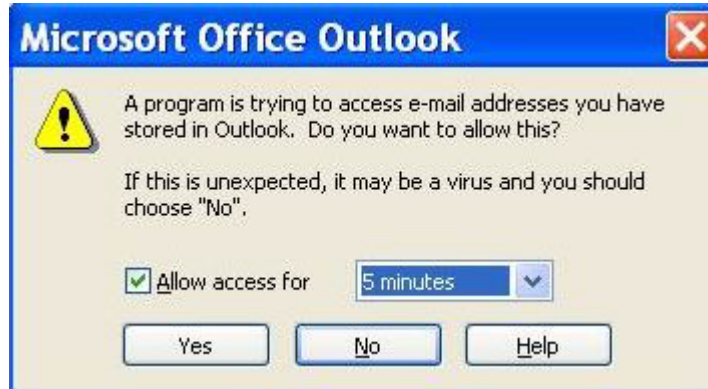 Microsoft Office Outlook
A program is trying to access e-mail addresses you have
stored in Outlook. Do you want to allow this?
If this is unexpected, it may be a virus and you should
choose "No".
Allow access for 5 minutes
Yes No Help